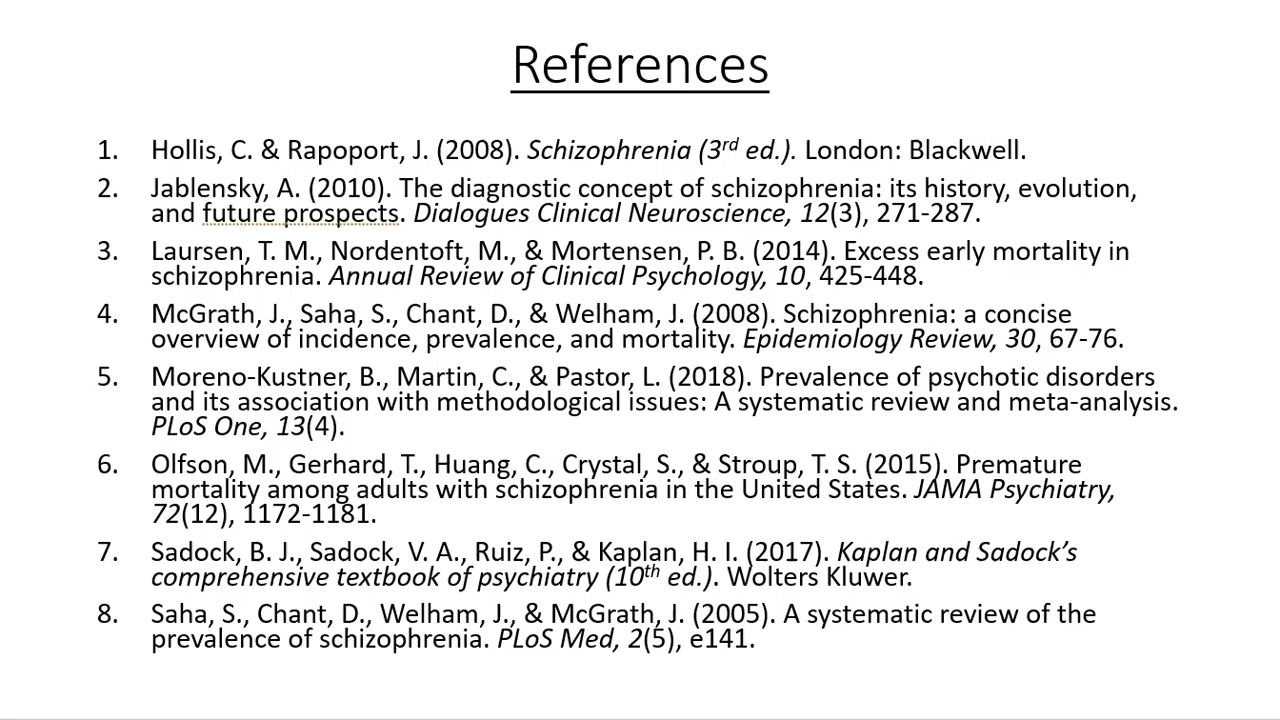 References
1. Hollis, C. & Rapoport, J. (2008). Schizophrenia (3rd ed.). London: Blackwell.
2. Jablensky, A. (2010). The diagnostic concept of schizophrenia: its history, evolution,
and future prospects. Dialogues Clinical Neuroscience, 12(3), 271-287.
3. Laursen, T. M., Nordentoft, M., & Mortensen, P. B. (2014). Excess early mortality in
schizophrenia. Annual Review of Clinical Psychology, 10, 425-448.
4. McGrath, J., Saha, S., Chant, D., & Welham, J. (2008). Schizophrenia: a concise
overview of incidence, prevalence, and mortality. Epidemiology Review, 30, 67-76.
5. Moreno-Kustner, B., Martin, C., & Pastor, L. (2018). Prevalence of psychotic disorders
and its association with methodological issues: A systematic review and meta-analysis.
PLoS One, 13(4).
6. Olfson, M., Gerhard, T., Huang, C., Crystal, S., & Stroup, T. S. (2015). Premature
mortality among adults with schizophrenia in the United States. JAMA Psychiatry,
72(12), 1172-1181.
7. Sadock, B. J., Sadock, V. A., Ruiz, P., & Kaplan, H. I. (2017). Kaplan and Sadock’s
comprehensive textbook of psychiatry (10th ed.). Wolters Kluwer.
8. Saha, S., Chant, D., Welham, J., & McGrath, J. (2005). A systematic review of the
prevalence of schizophrenia. PLoS Med, 2(5), e141.